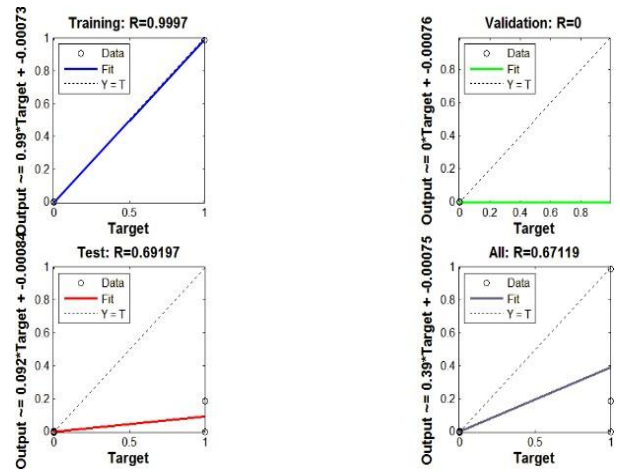 Training: R=0.9997
Output ~= 0.99*Target + -0.00073
1
0.8
0.6
0.4
0.2
0
Data
Fit
Y = T
0 0.5 1
Target
Validation: R=0
Output ~= 0*Target + -0.00076
1
0.8
0.6
0.4
0.2
0
Data
Fit
Y = T
0 0.2 0.4 0.6 0.8
Target
Test: R=0.69197
Output ~= 0.092*Target + -0.00084
1
0.8
0.6
0.4
0.2
0
Data
Fit
Y = T
0 0.5 1
Target
All: R=0.67119
Output ~= 0.39*Target + -0.00075
1
0.8
0.6
0.4
0.2
0
Data
Fit
Y = T
0 0.5 1
Target